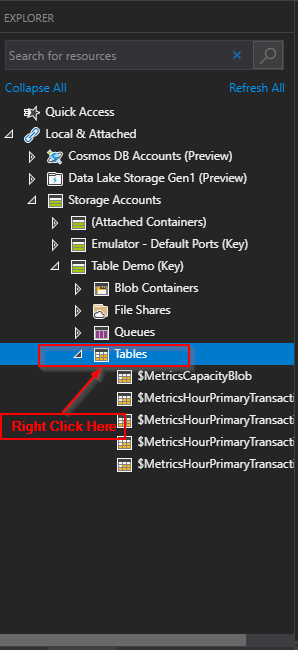 EXPLORER
Search for resources
Collapse All Refresh All
Quick Access
Local & Attached
Cosmos DB Accounts (Preview)
Data Lake Storage Gen1 (Preview)
Storage Accounts
(Attached Containers)
Emulator - Default Ports (Key)
Table Demo (Key)
Blob Containers
File Shares
Queues
Tables
$MetricsCapacityBlob
$MetricsHourPrimaryTransacti
Right Click Here
$MetricsHourPrimaryTransacti
$MetricsHourPrimaryTransacti
$MetricsHourPrimaryTransacti